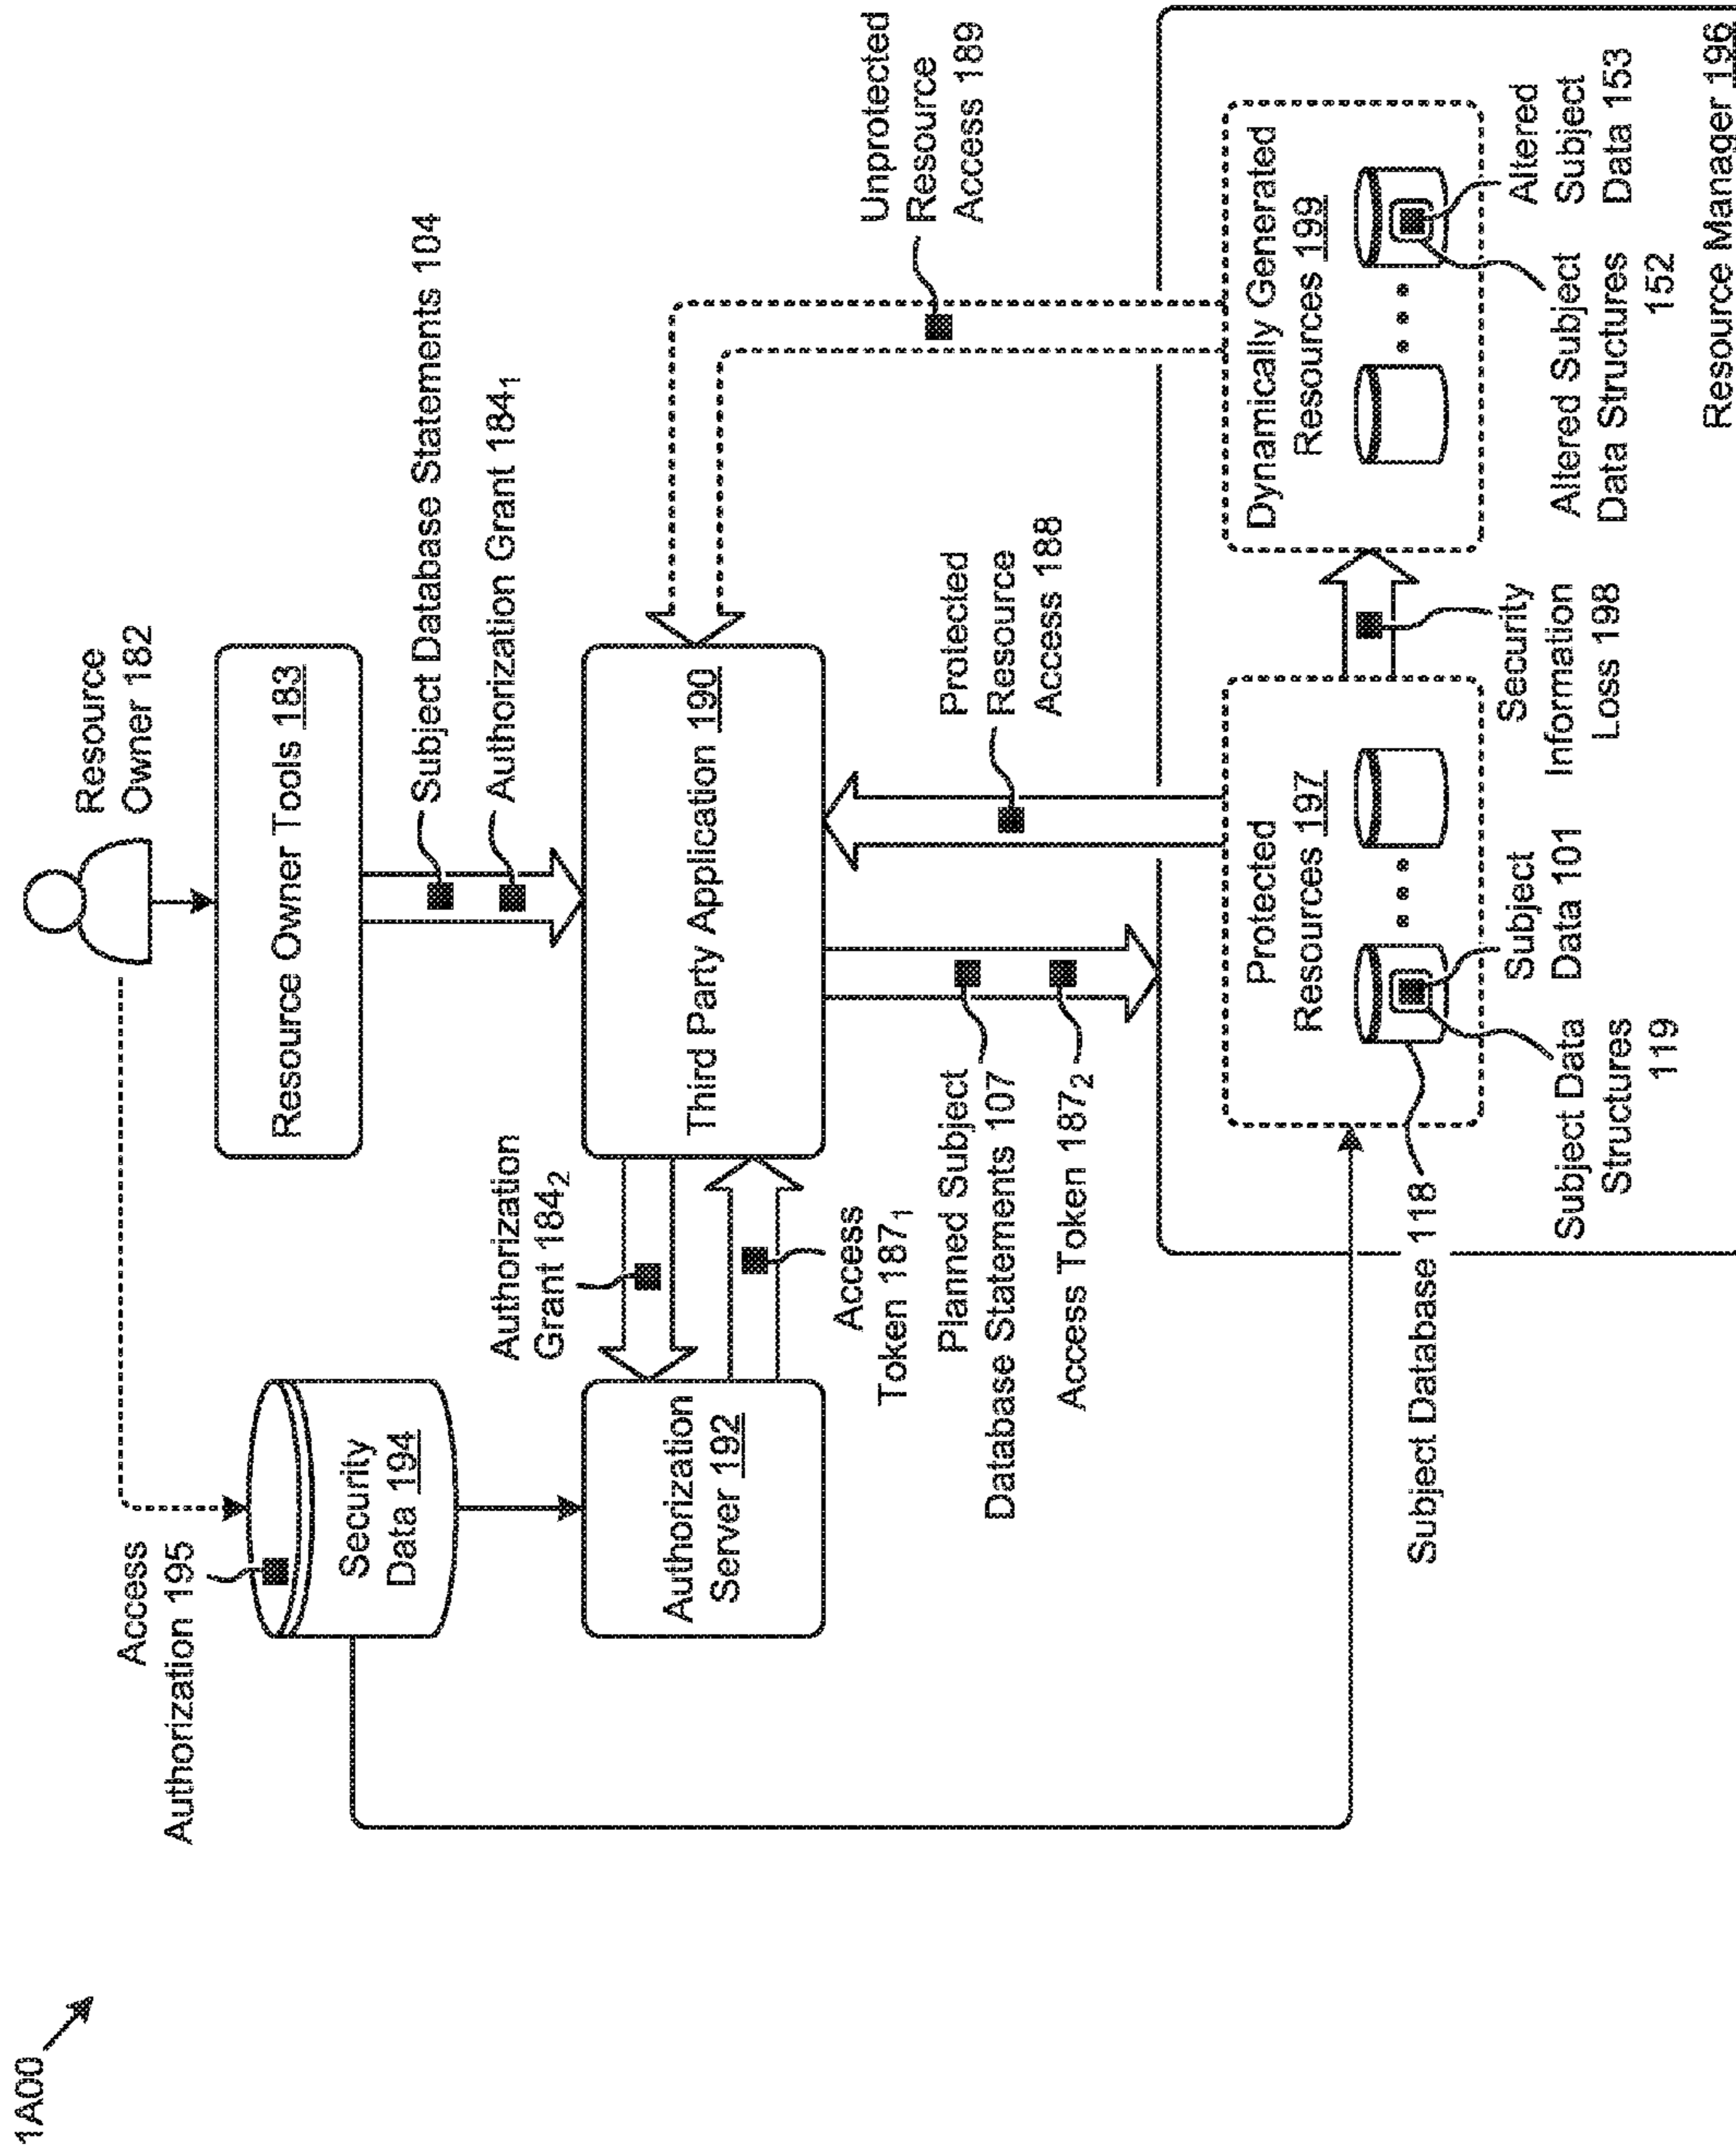 1A00
Resource
Owner 182
Access
Authorization 195
Security
Data 194
Resource Owner Tools 183
Subject Database Statements 104
Authorization Grant 184₁
Authorization
Grant 184₂
Authorization
Server 192
Third Party Application 190
Access
Token 187₁
Unprotected
Resource
Access 189
Protected
Resource
Access 188
Planned Subject
Database Statements 107
Access Token 187₂
Protected
Resources 197
Dynamically Generated
Resources 199
Subject Database 118
Subject Data
Structures
119
Subject
Data 101
Security
Information
Loss 198
Altered Subject
Data Structures
152
Altered
Subject
Data 153
Resource Manager 196